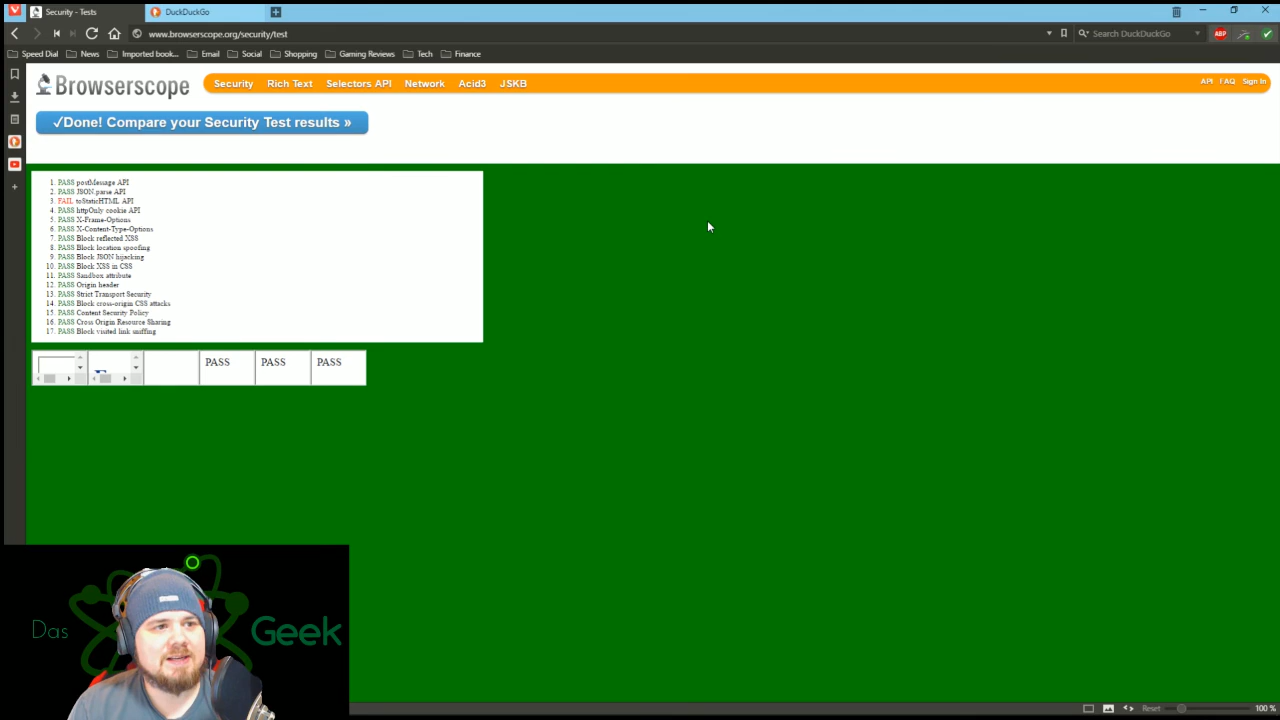 Security - Tests
DuckDuckGo
www.browserscope.org/security/test
Search DuckDuckGo
ABP
Speed Dial
News
Imported book...
Email
Social
Shopping
Gaming Reviews
Tech
Finance
Browserscope
Security
Rich Text
Selectors API
Network
Acid3
JSKB
API
FAQ
Sign In
✓Done! Compare your Security Test results »
1. PASS postMessage API
2. PASS JSON.parse API
3. FAIL toStaticHTML API
4. PASS httpOnly cookie API
5. PASS X-Frame-Options
6. PASS X-Content-Type-Options
7. PASS Block reflected XSS
8. PASS Block location spoofing
9. PASS Block JSON hijacking
10. PASS Block XSS in CSS
11. PASS Sandbox attribute
12. PASS Origin header
13. PASS Strict Transport Security
14. PASS Block cross-origin CSS attacks
15. PASS Content Security Policy
16. PASS Cross Origin Resource Sharing
17. PASS Block visited link sniffing
PASS
PASS
PASS
Das
Geek
Reset
100 %